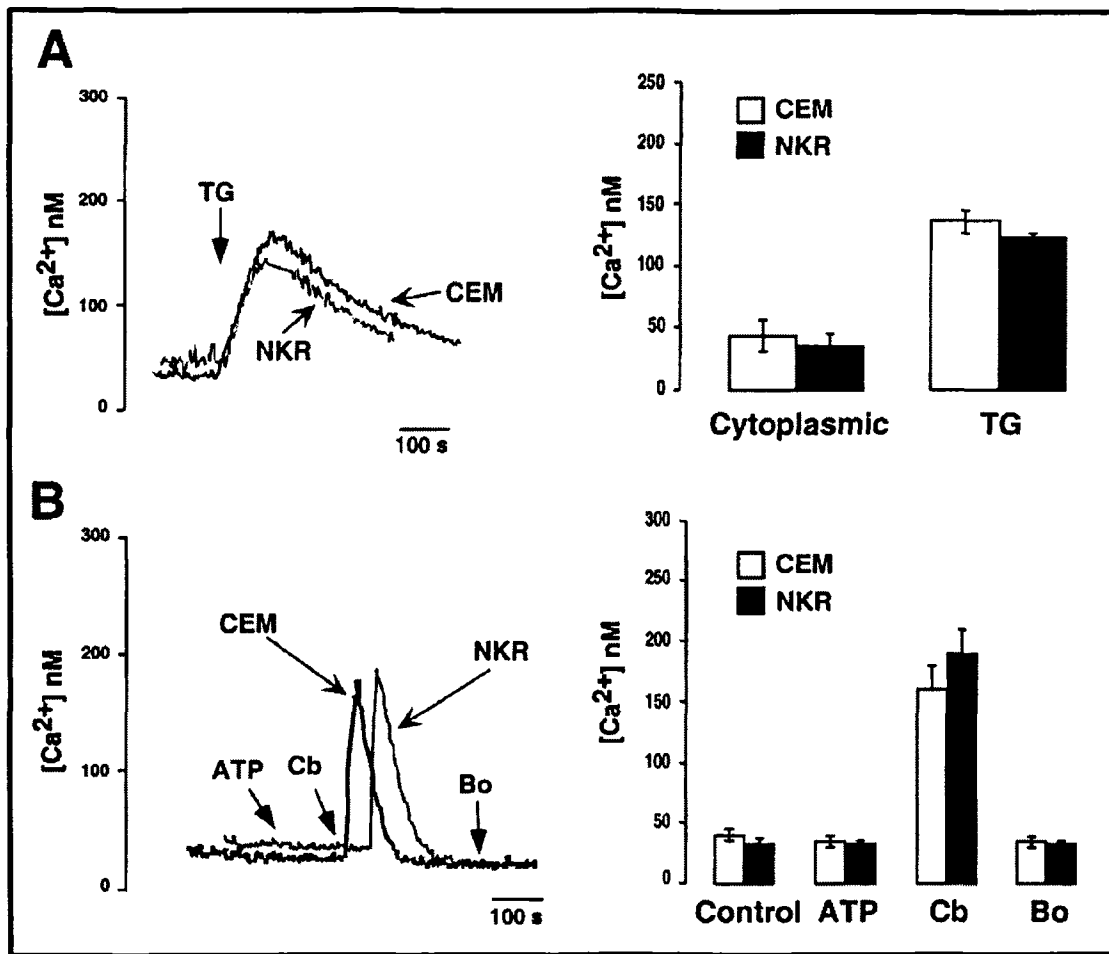 A
[Ca2+] nM
300
200
100
0
TG
CEM
NKR
100 s
[Ca2+] nM
250
200
150
100
50
0
CEM
NKR
Cytoplasmic TG
B
[Ca2+] nM
300
200
100
0
CEM
NKR
ATP
Cb
Bo
100 s
[Ca2+] nM
300
250
200
150
100
50
0
CEM
NKR
Control ATP Cb Bo